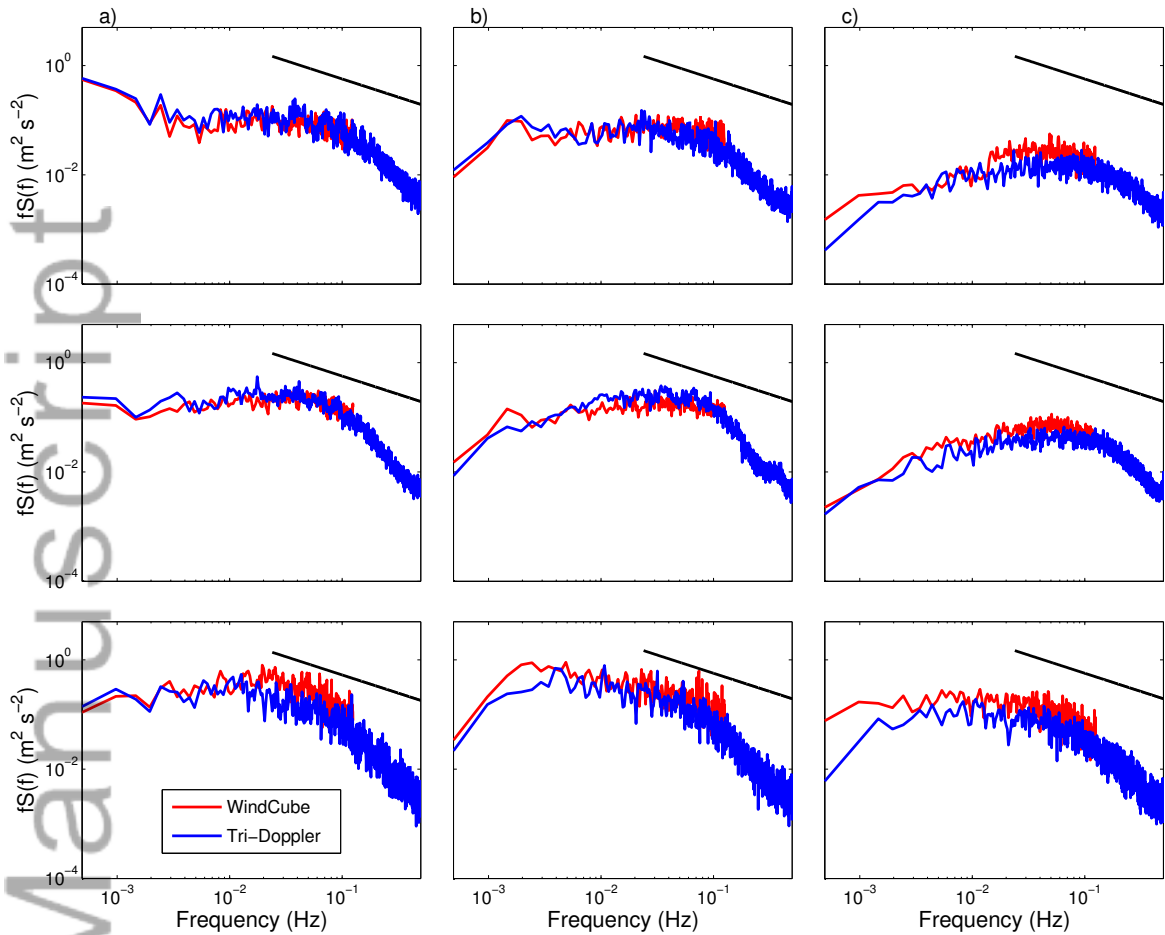 a) b) c)
fS(f) (m² s⁻²)
10⁰
10⁻²
10⁻⁴
fS(f) (m² s⁻²)
10⁰
10⁻²
10⁻⁴
fS(f) (m² s⁻²)
10⁰
10⁻²
10⁻⁴
WindCube
Tri−Doppler
10⁻³ 10⁻² 10⁻¹ 10⁻³ 10⁻² 10⁻¹ 10⁻³ 10⁻² 10⁻¹
Frequency (Hz) Frequency (Hz) Frequency (Hz)
Manuscript